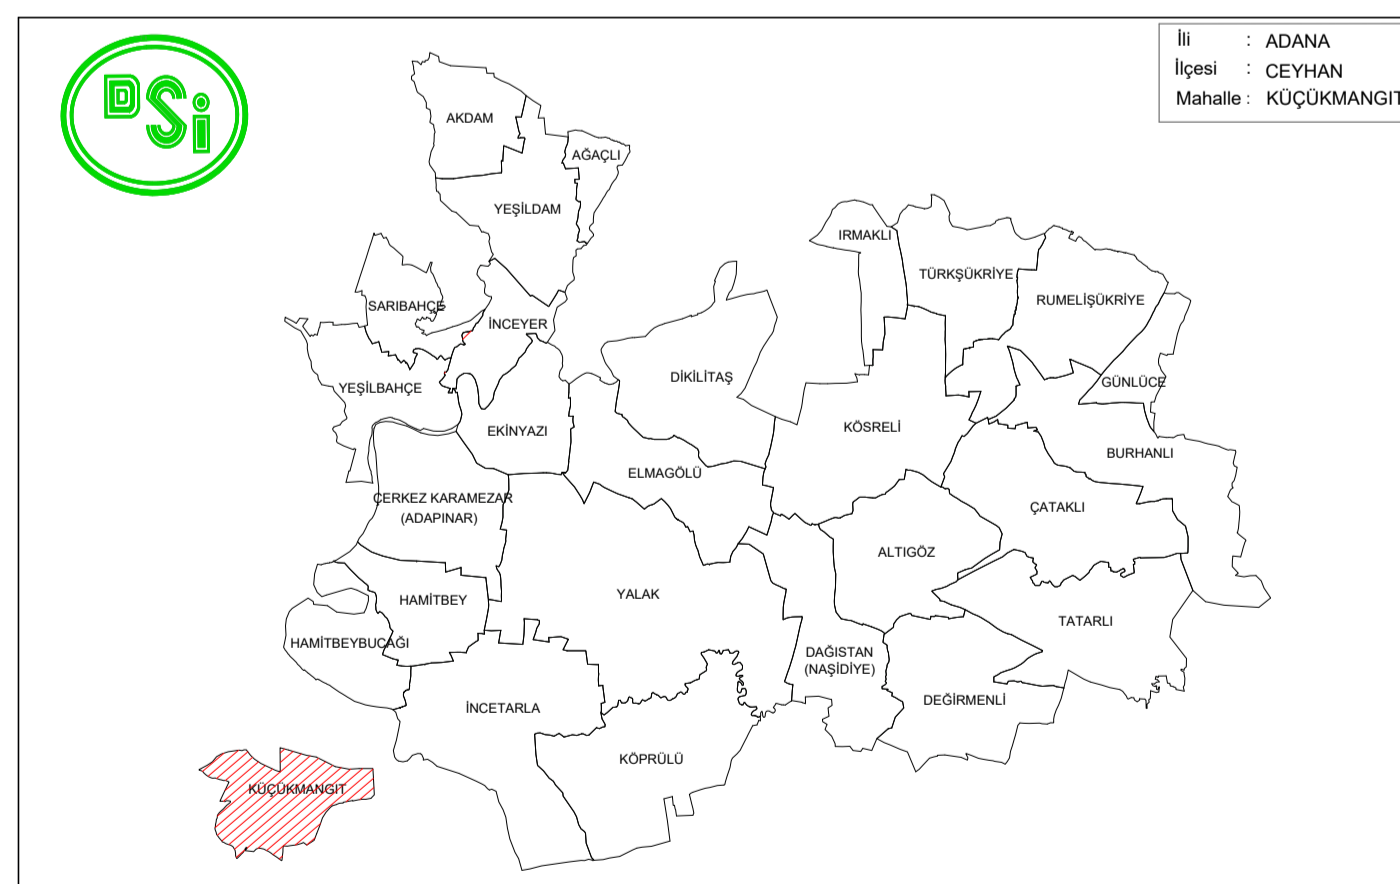 DSİ
İli : ADANA
İlçesi : CEYHAN
Mahalle : KÜÇÜKMANGIT
AKDAM
AĞAÇLI
YEŞİLDAM
IRMAKLI
TÜRKŞÜKRİYE
RUMELİŞÜKRİYE
SARIBAHÇE
İNCEYER
DİKİLİTAŞ
GÜNLÜCE
YEŞİLBAHÇE
EKİNYAZI
KÖSRELİ
BURHANLI
ELMAGÖLÜ
ÇERKEZ KARAMEZAR
(ADAPINAR)
ÇATAKLI
ALTIGÖZ
YALAK
HAMİTBEY
TATARLI
HAMİTBEYBUCAĞI
DAĞISTAN
(NAŞİDİYE)
DEĞİRMENLİ
İNCETARLA
KÖPRÜLÜ
KÜÇÜKMANGIT